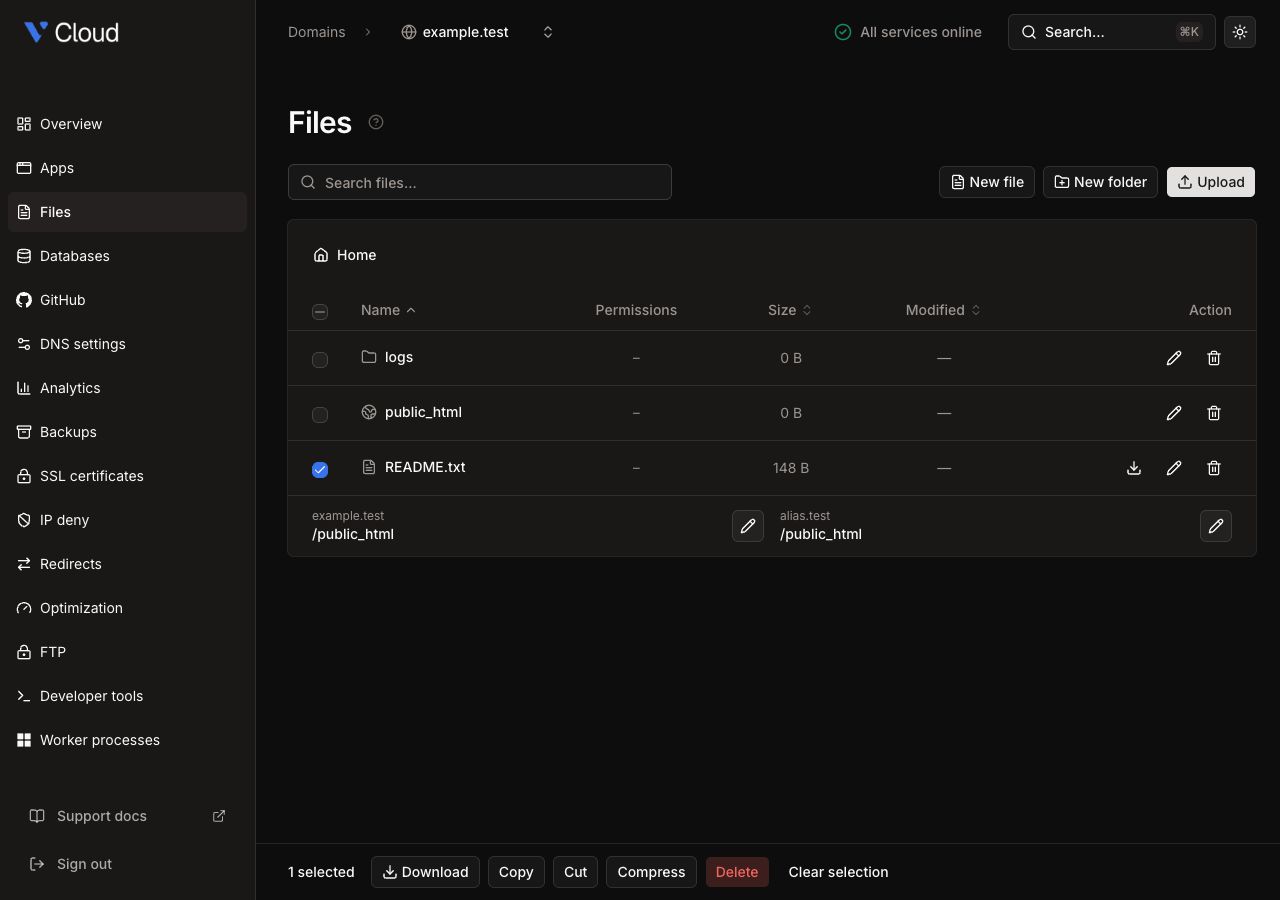 Cloud
Domains
example.test
All services online
Search...
⌘K
Overview
Apps
Files
Databases
GitHub
DNS settings
Analytics
Backups
SSL certificates
IP deny
Redirects
Optimization
FTP
Developer tools
Worker processes
Support docs
Sign out
Files
Search files...
New file
New folder
Upload
Home
Name Permissions Size Modified Action
logs – 0 B —
public_html – 0 B —
README.txt – 148 B —
example.test
/public_html
alias.test
/public_html
1 selected Download Copy Cut Compress Delete Clear selection